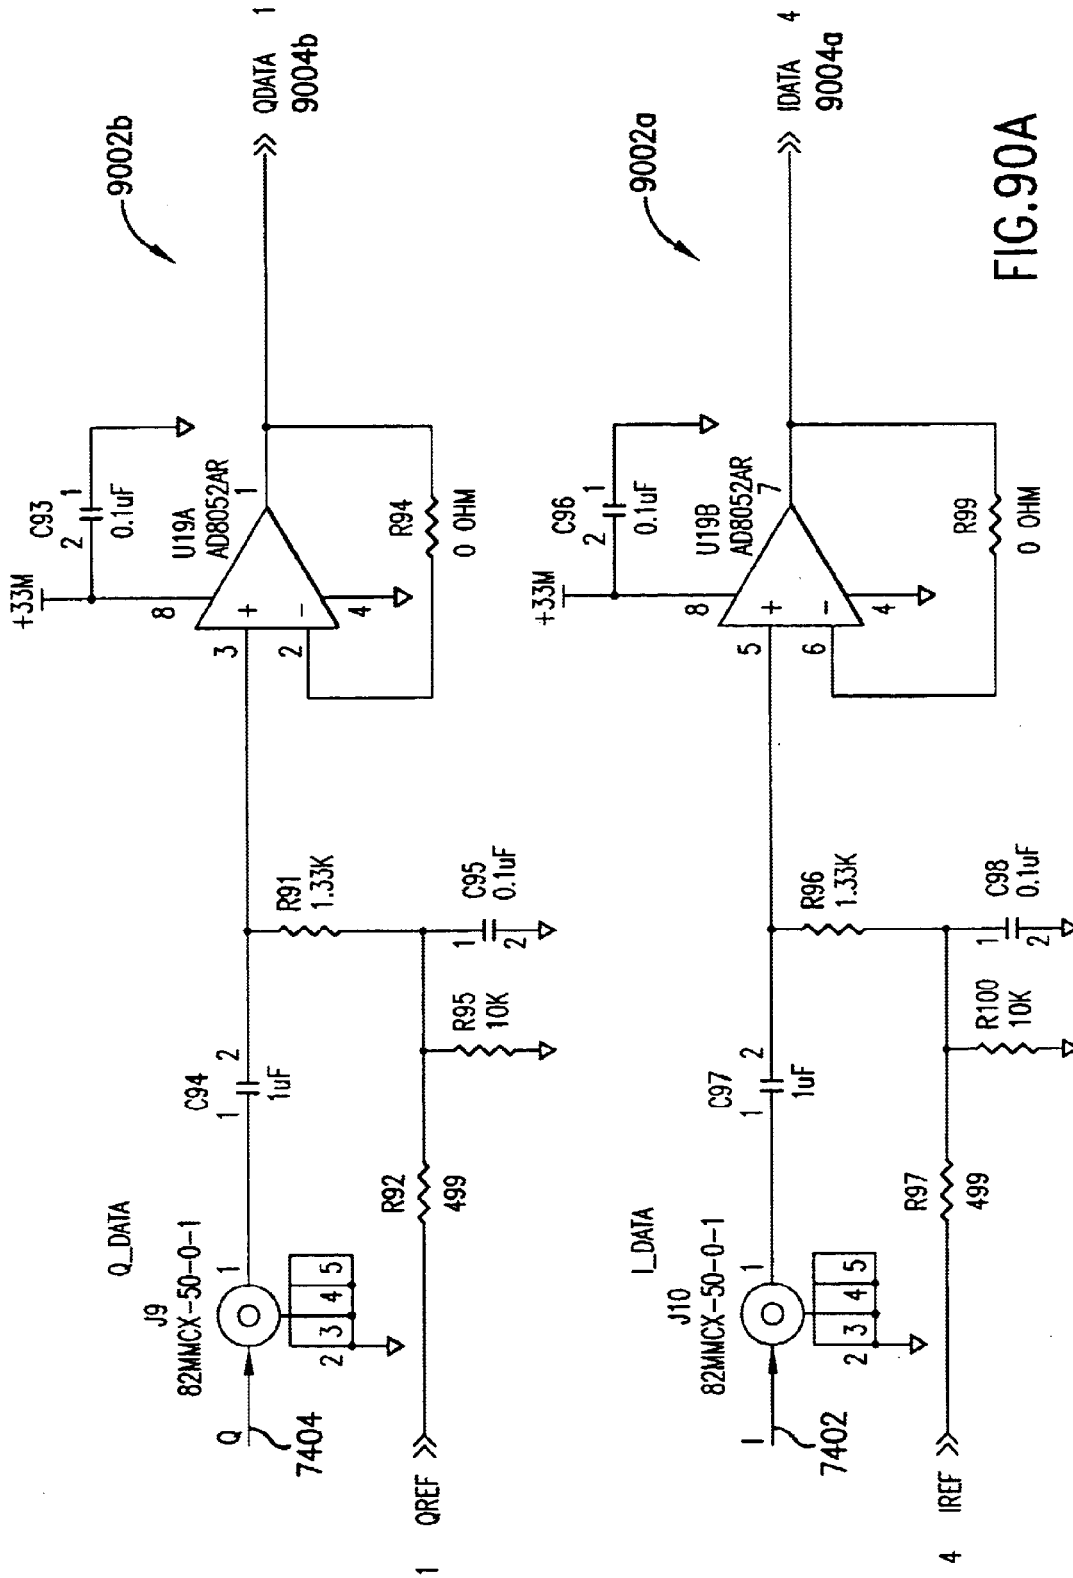 Q
7404
Q_DATA
J9
82MMCX-50-0-1
1
2
3
4
5
C94
1
2
1uF
1 QREF
R92
499
R95
10K
R91
1.33K
1
C95
0.1uF
2
+33M
C93
2
1
0.1uF
8
U19A
AD8052AR
3
+
2
-
4
1
R94
0 OHM
9002b
QDATA 1
9004b
I
7402
I_DATA
J10
82MMCX-50-0-1
1
2
3
4
5
C97
1
2
1uF
4 IREF
R97
499
R100
10K
R96
1.33K
1
C98
0.1uF
2
+33M
C96
2
1
0.1uF
8
U19B
AD8052AR
5
+
6
-
4
7
R99
0 OHM
9002a
IDATA 4
9004a
FIG.90A